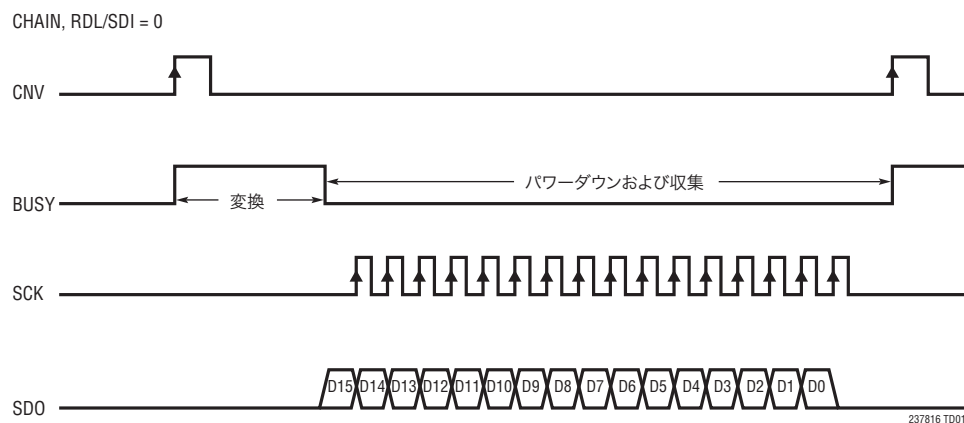 CHAIN, RDL/SDI = 0
CNV
BUSY
変換
パワーダウンおよび収集
SCK
SDO
D15 D14 D13 D12 D11 D10 D9 D8 D7 D6 D5 D4 D3 D2 D1 D0
237816 TD01